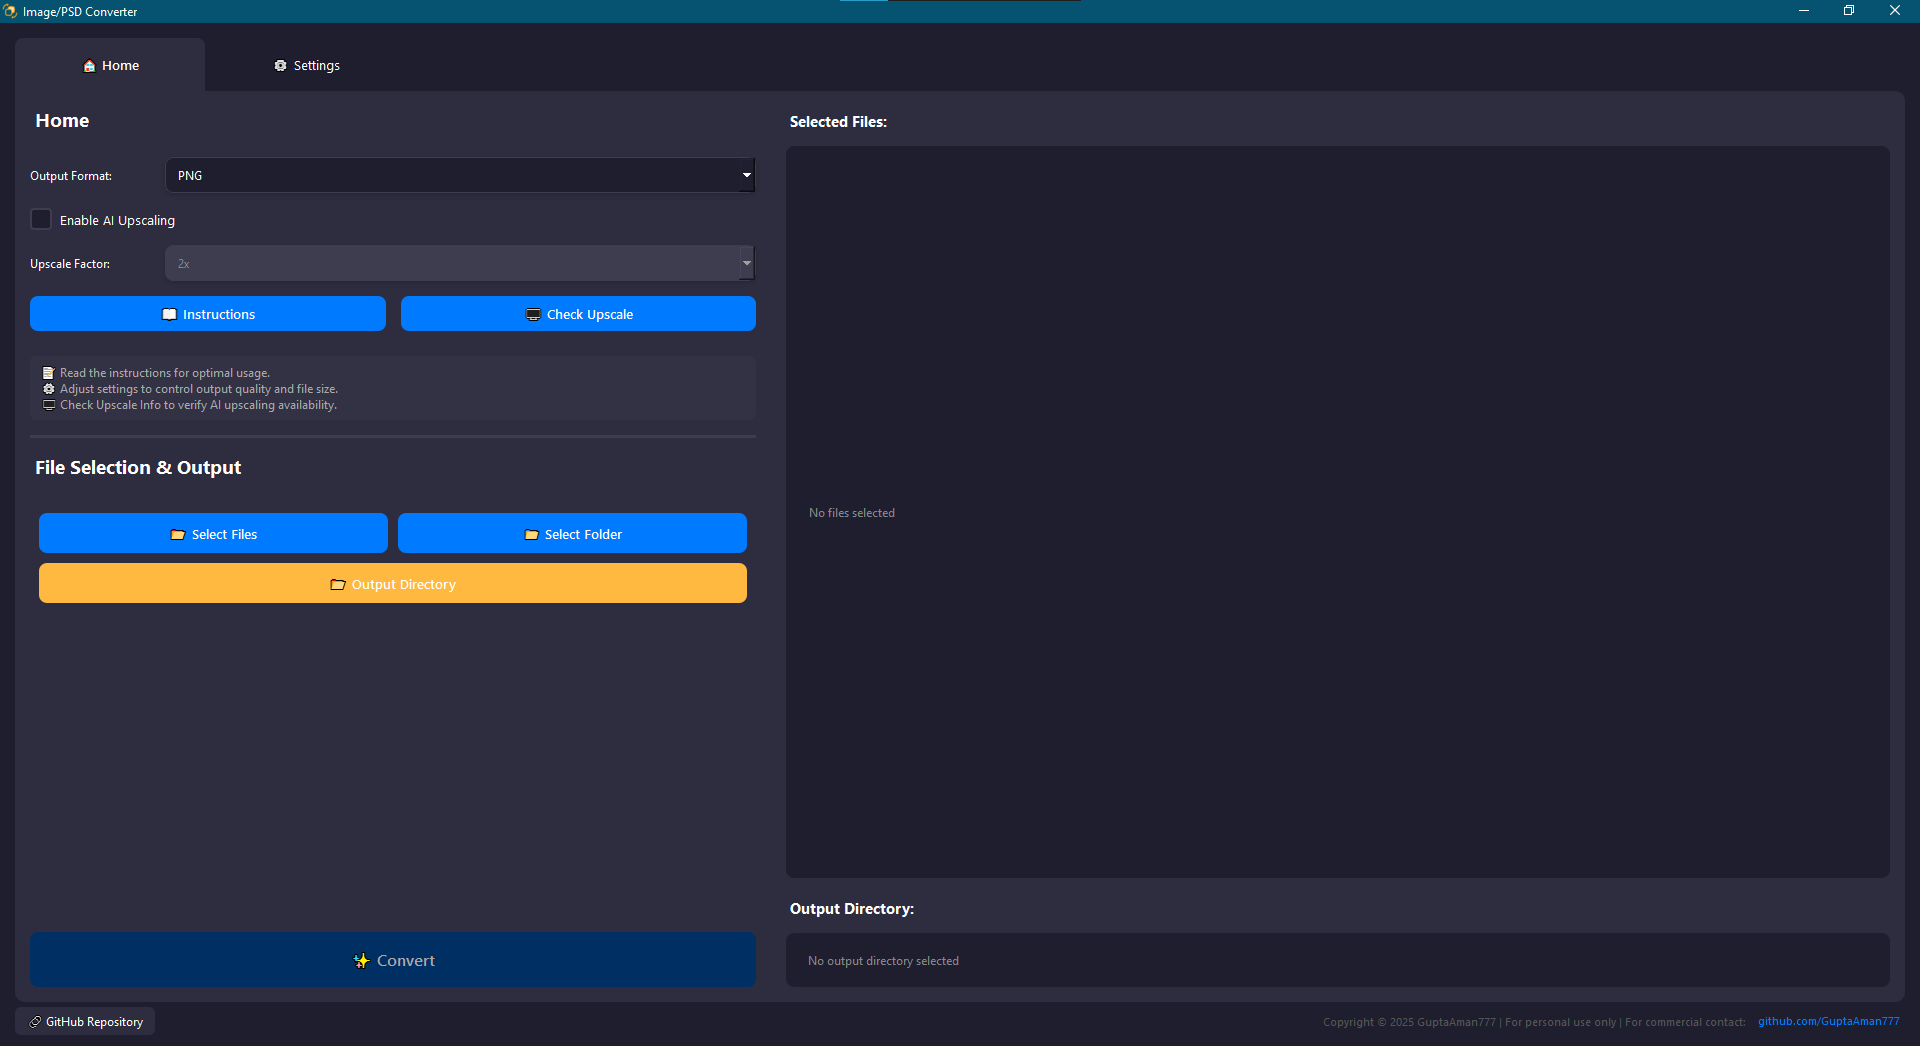 Image/PSD Converter
Home
Settings
Home
Output Format:
PNG
Enable AI Upscaling
Upscale Factor:
2x
Instructions
Check Upscale
Read the instructions for optimal usage.
Adjust settings to control output quality and file size.
Check Upscale Info to verify AI upscaling availability.
File Selection & Output
Select Files
Select Folder
Output Directory
Convert
Selected Files:
No files selected
Output Directory:
No output directory selected
GitHub Repository
Copyright © 2025 GuptaAman777 | For personal use only | For commercial contact:
github.com/GuptaAman777